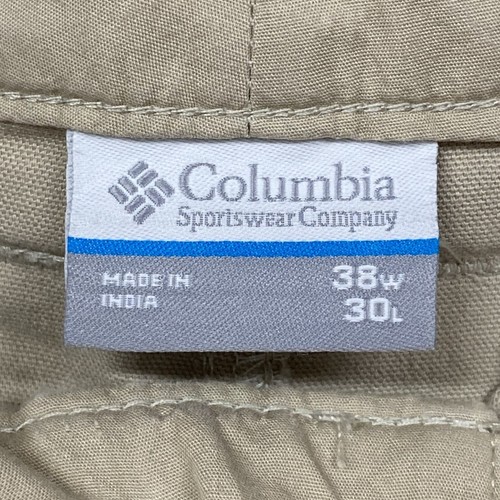 Columbia
Sportswear Company
MADE IN
INDIA
38W
30L